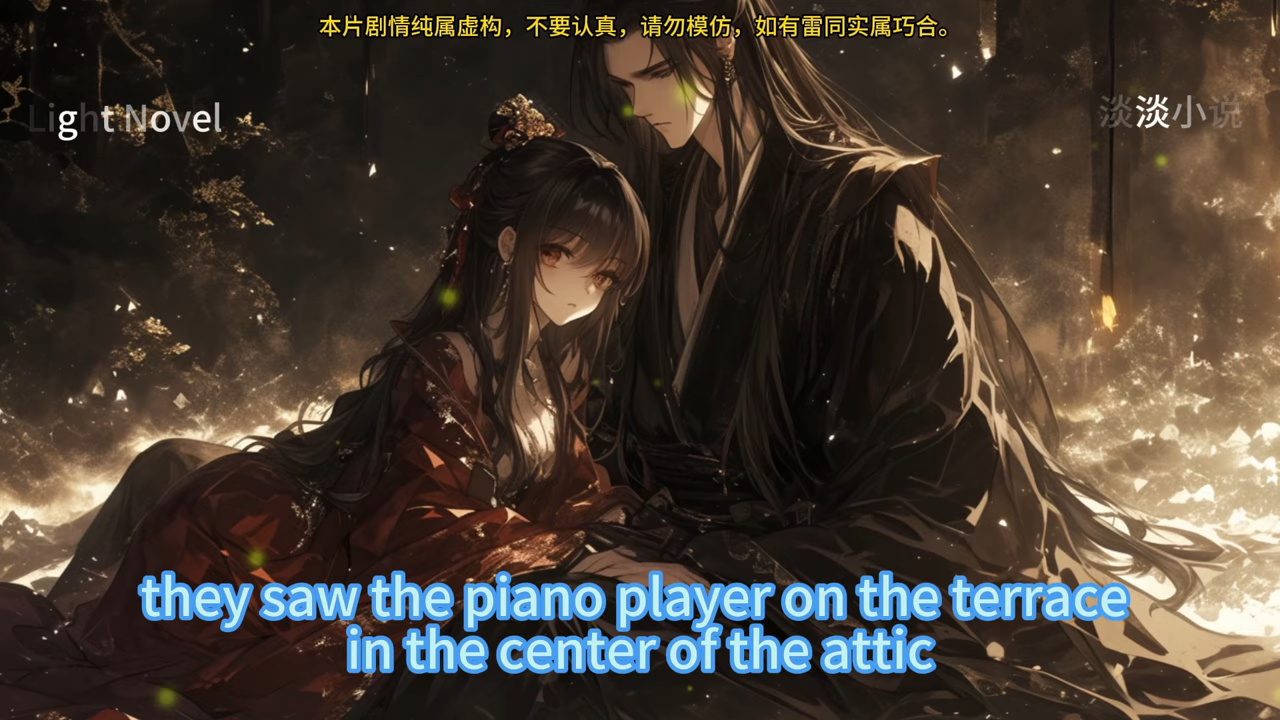 本片剧情纯属虚构，不要认真，请勿模仿，如有雷同实属巧合。
Light Novel
淡淡小说
they saw the piano player on the terrace
in the center of the attic